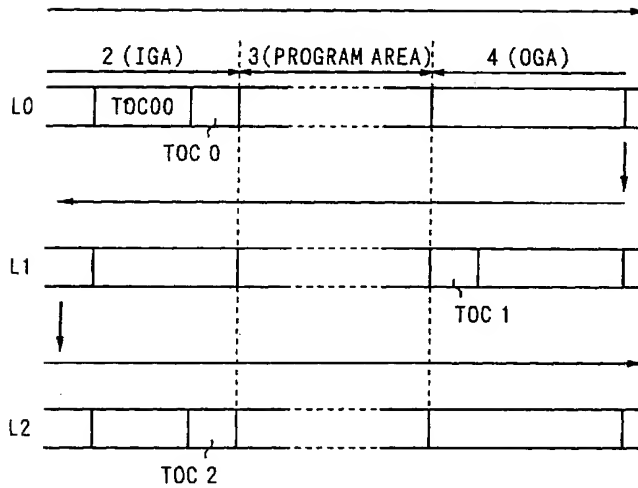 2 (IGA) 3(PROGRAM AREA) 4 (OGA)
L0 TOC00
TOC 0
L1
TOC 1
L2
TOC 2